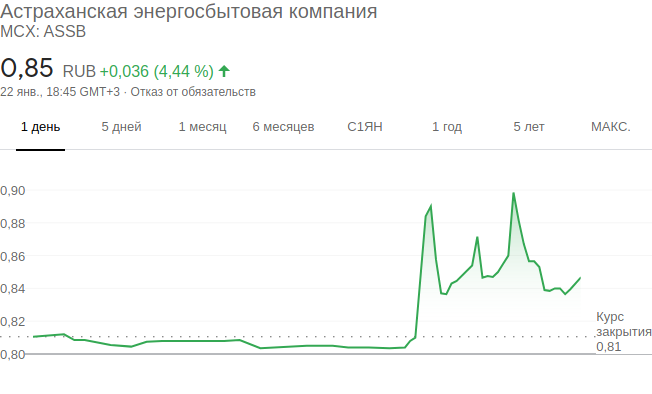 Астраханская энергосбытовая компания
MCX: ASSB
0,85 RUB +0,036 (4,44 %)
22 янв., 18:45 GMT+3 · Отказ от обязательств
1 день 5 дней 1 месяц 6 месяцев С1ЯН 1 год 5 лет МАКС.
0,90
0,88
0,86
0,84
0,82
0,80
Курс
закрытия
0,81